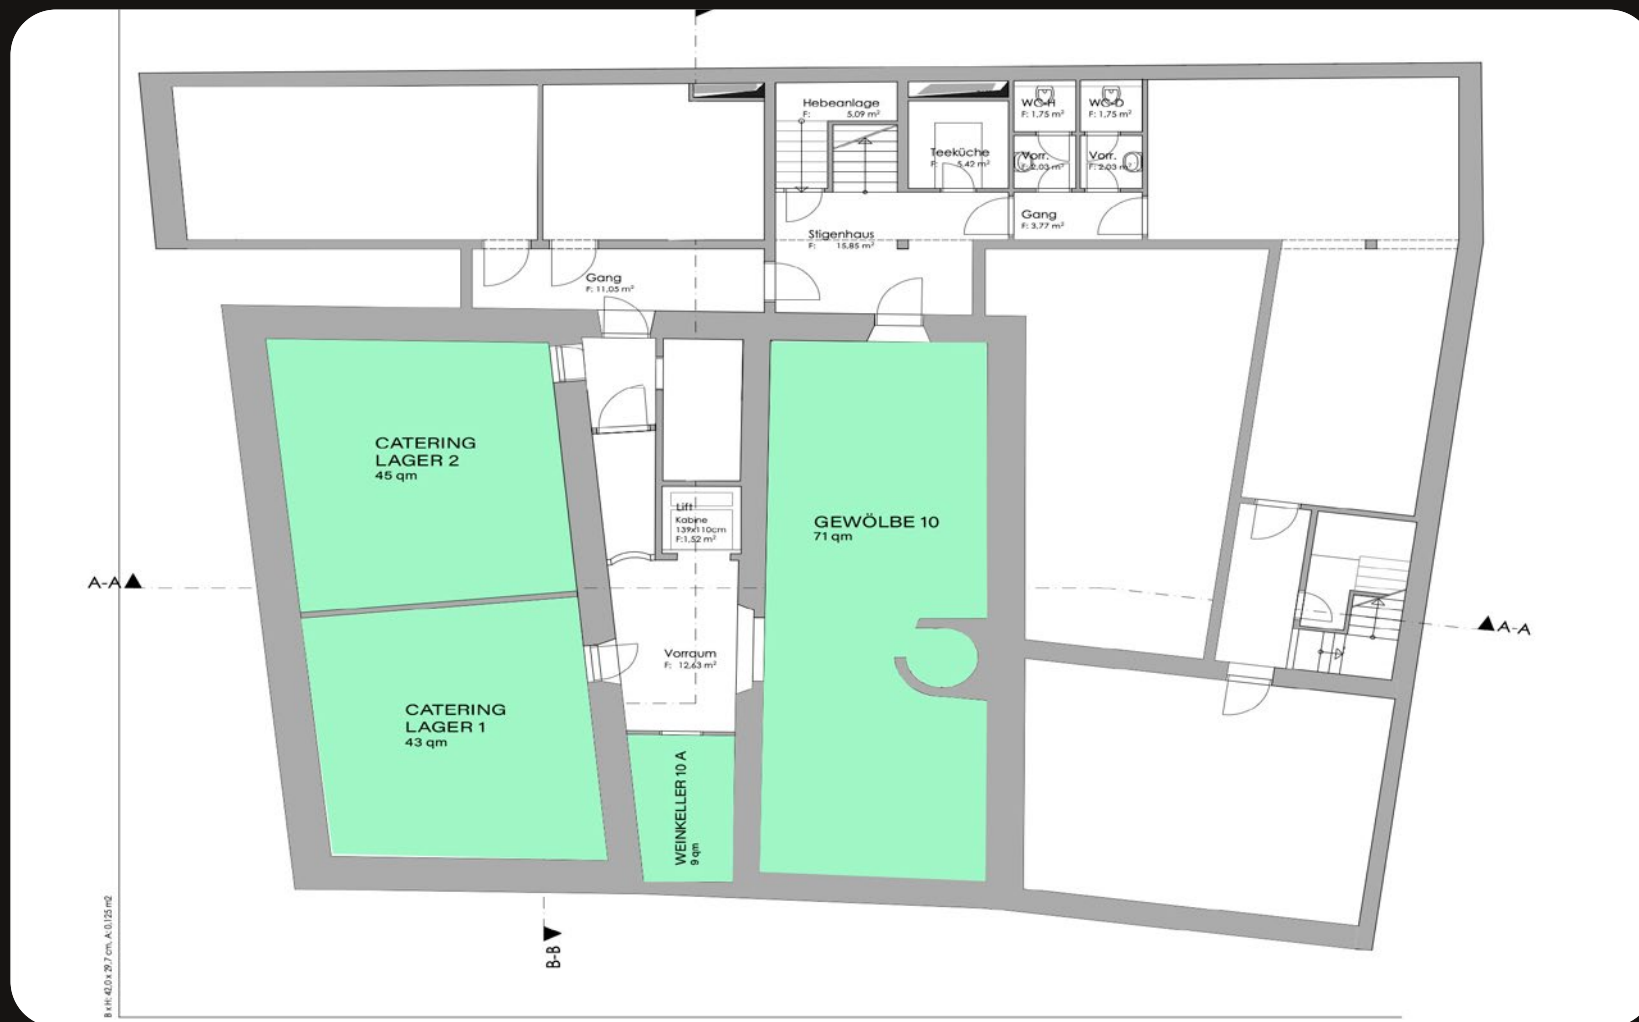 Hebeanlage
F: 5,09 m²
WC-H
F: 1,75 m²
WC-D
F: 1,75 m²
Teeküche
F: 5,42 m²
Vorr.
F: 2,03 m²
Vorr.
F: 2,03 m²
Gang
F: 3,77 m²
Stigenhaus
F: 15,85 m²
Gang
F: 11,05 m²
CATERING
LAGER 2
45 qm
Lift
Kabine
139x110cm
F:1,52 m²
GEWÖLBE 10
71 qm
A-A
A-A
Vorraum
F: 12,63 m²
CATERING
LAGER 1
43 qm
WEINKELLER 10 A
9 qm
B-B
B x H: 42,0 x 29,7 cm, A: 0,125 m2